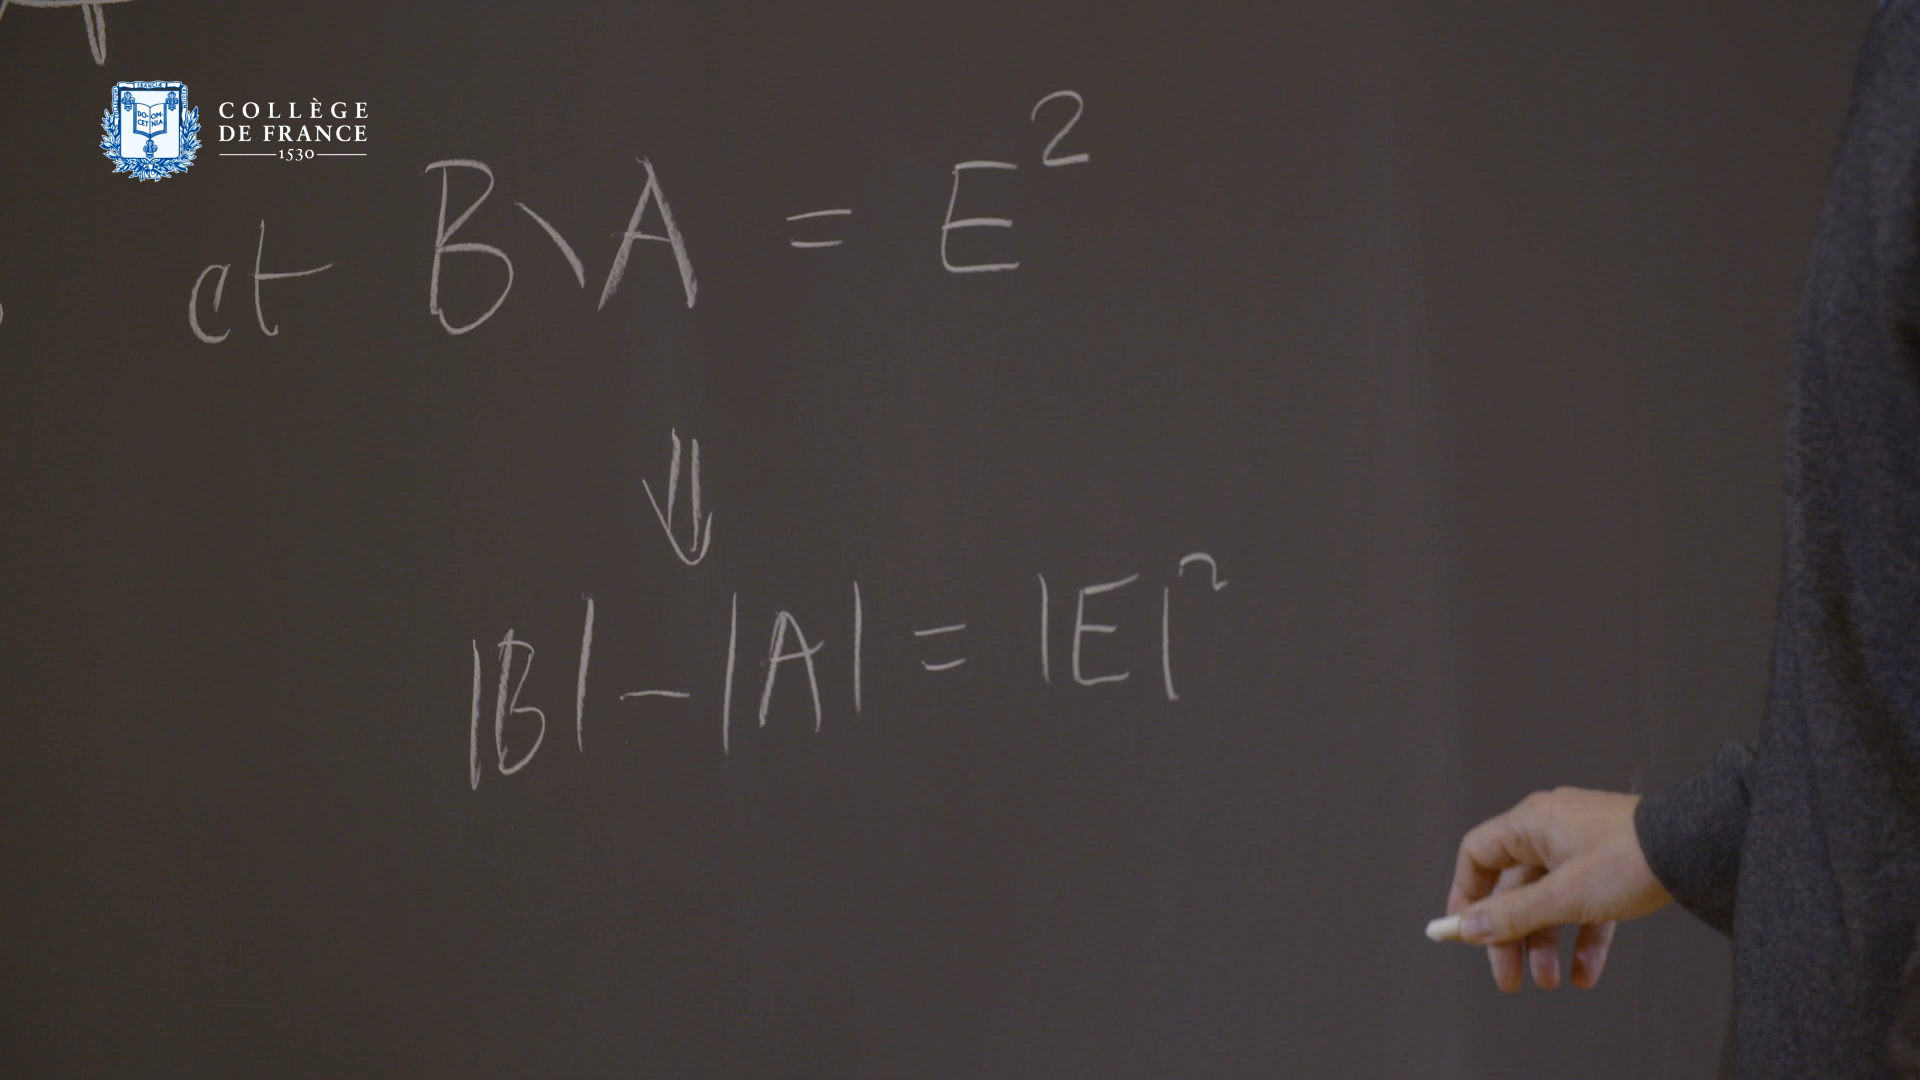 COLLÈGE
DE FRANCE
1530
et B \ A = E²
⇓
|B| - |A| = |E|²